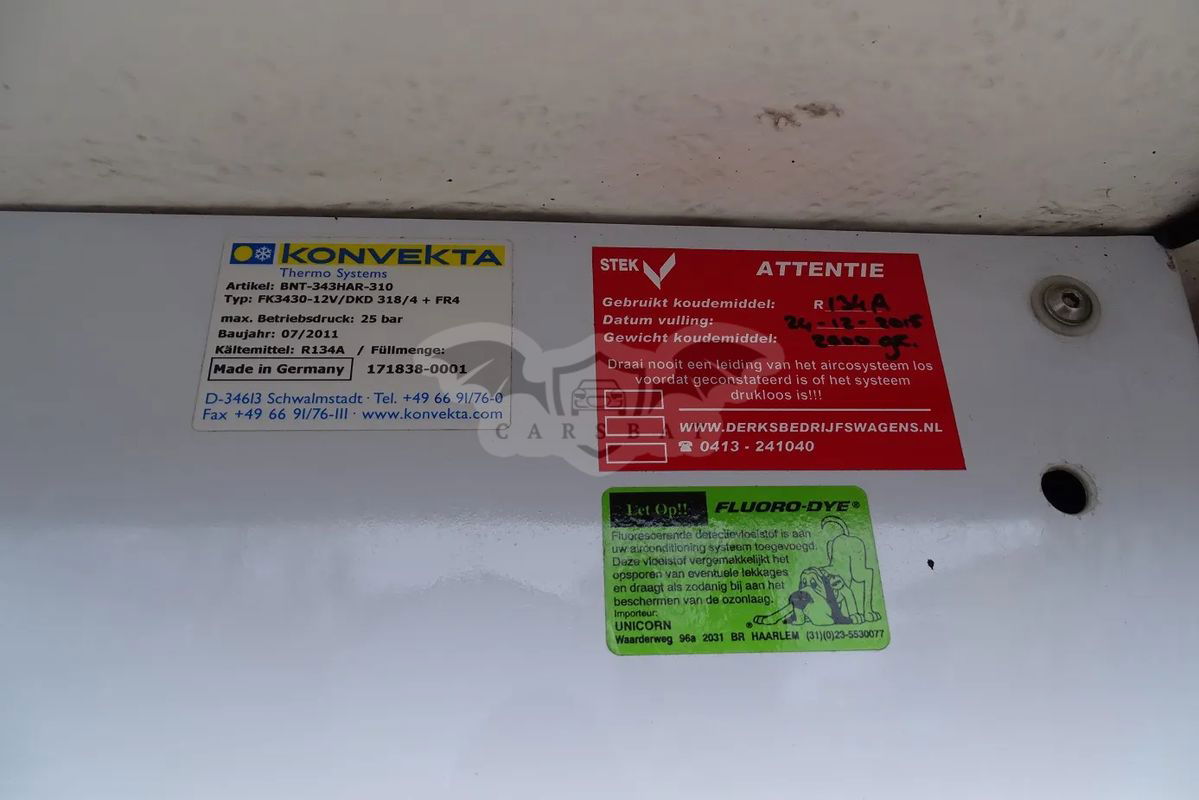 KONVEKTA
Thermo Systems
Artikel: BNT-343HAR-310
Typ: FK3430-12V/DKD 318/4 + FR4
max. Betriebsdruck: 25 bar
Baujahr: 07/2011
Kältemittel: R134A / Füllmenge:
Made in Germany 171838-0001
D-34613 Schwalmstadt · Tel. +49 66 91/76-0
Fax +49 66 91/76-111 · www.konvekta.com
STEK ATTENTIE
Gebruikt koudemiddel: R 134A
Datum vulling: 24-12-2015
Gewicht koudemiddel: 2000 gr.
Draai nooit een leiding van het aircosysteem los
voordat geconstateerd is of het systeem
drukloos is!!!
WWW.DERKSBEDRIJFSWAGENS.NL
☎ 0413 - 241040
CARSBAT
Let Op!! FLUORO-DYE®
Fluorescerende detectievloeistof is aan
uw airconditioning systeem toegevoegd.
Deze vloeistof vergemakkelijkt het
opsporen van eventuele lekkages
en draagt als zodanig bij aan het
beschermen van de ozonlaag.
Importeur:
UNICORN ®
Waarderweg 96a 2031 BR HAARLEM (31)(0)23-5530077